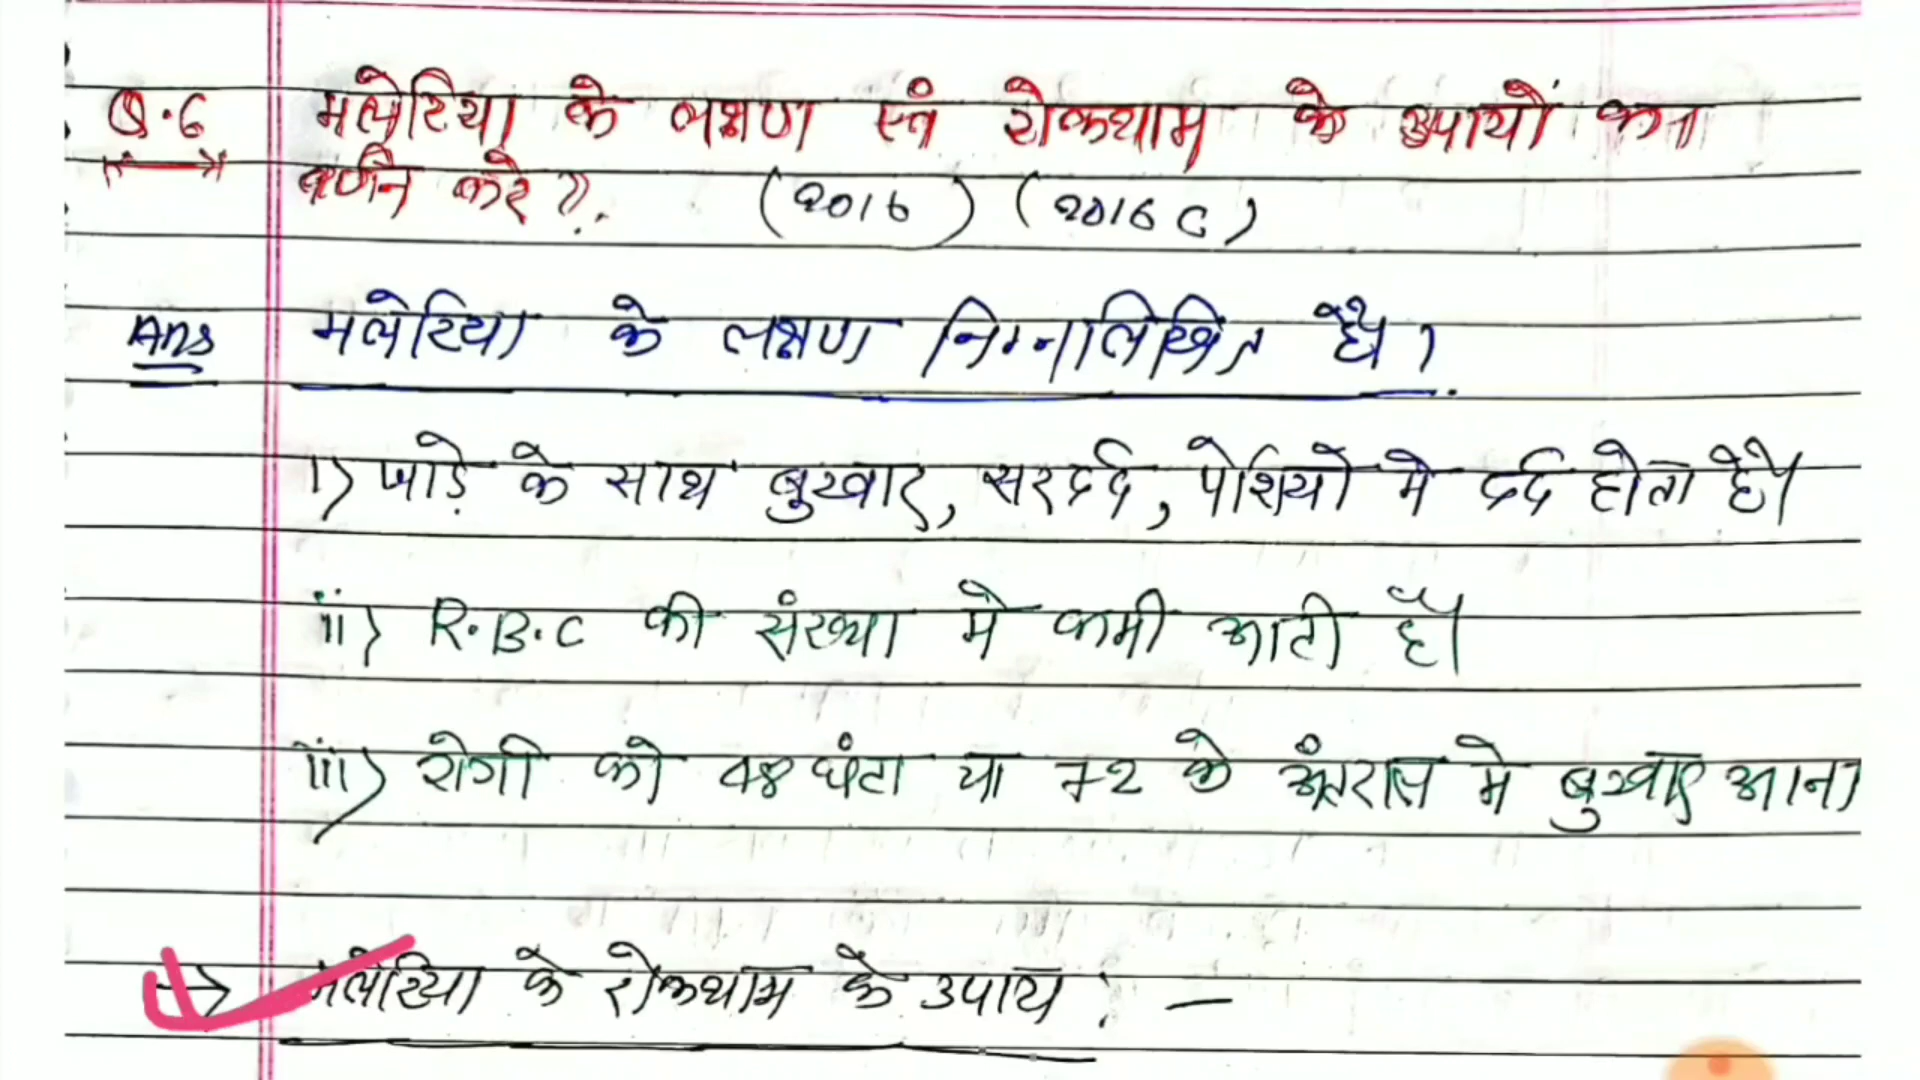 Q.6 मलेरिया के लक्षण एवं रोकथाम के उपायों का
वर्णन करे ?. (2016) (2016 C)
Ans मलेरिया के लक्षण निम्नलिखित है।
i) जाड़े के साथ बुखार, सरदर्द, पेशियों मे दर्द होता है।
ii) R.B.C की संख्या मे कमी आती है।
iii) रोगी को 48 घंटा या 72 के अंतराल मे बुखार आना
→ मलेरिया के रोकथाम के उपाय : —